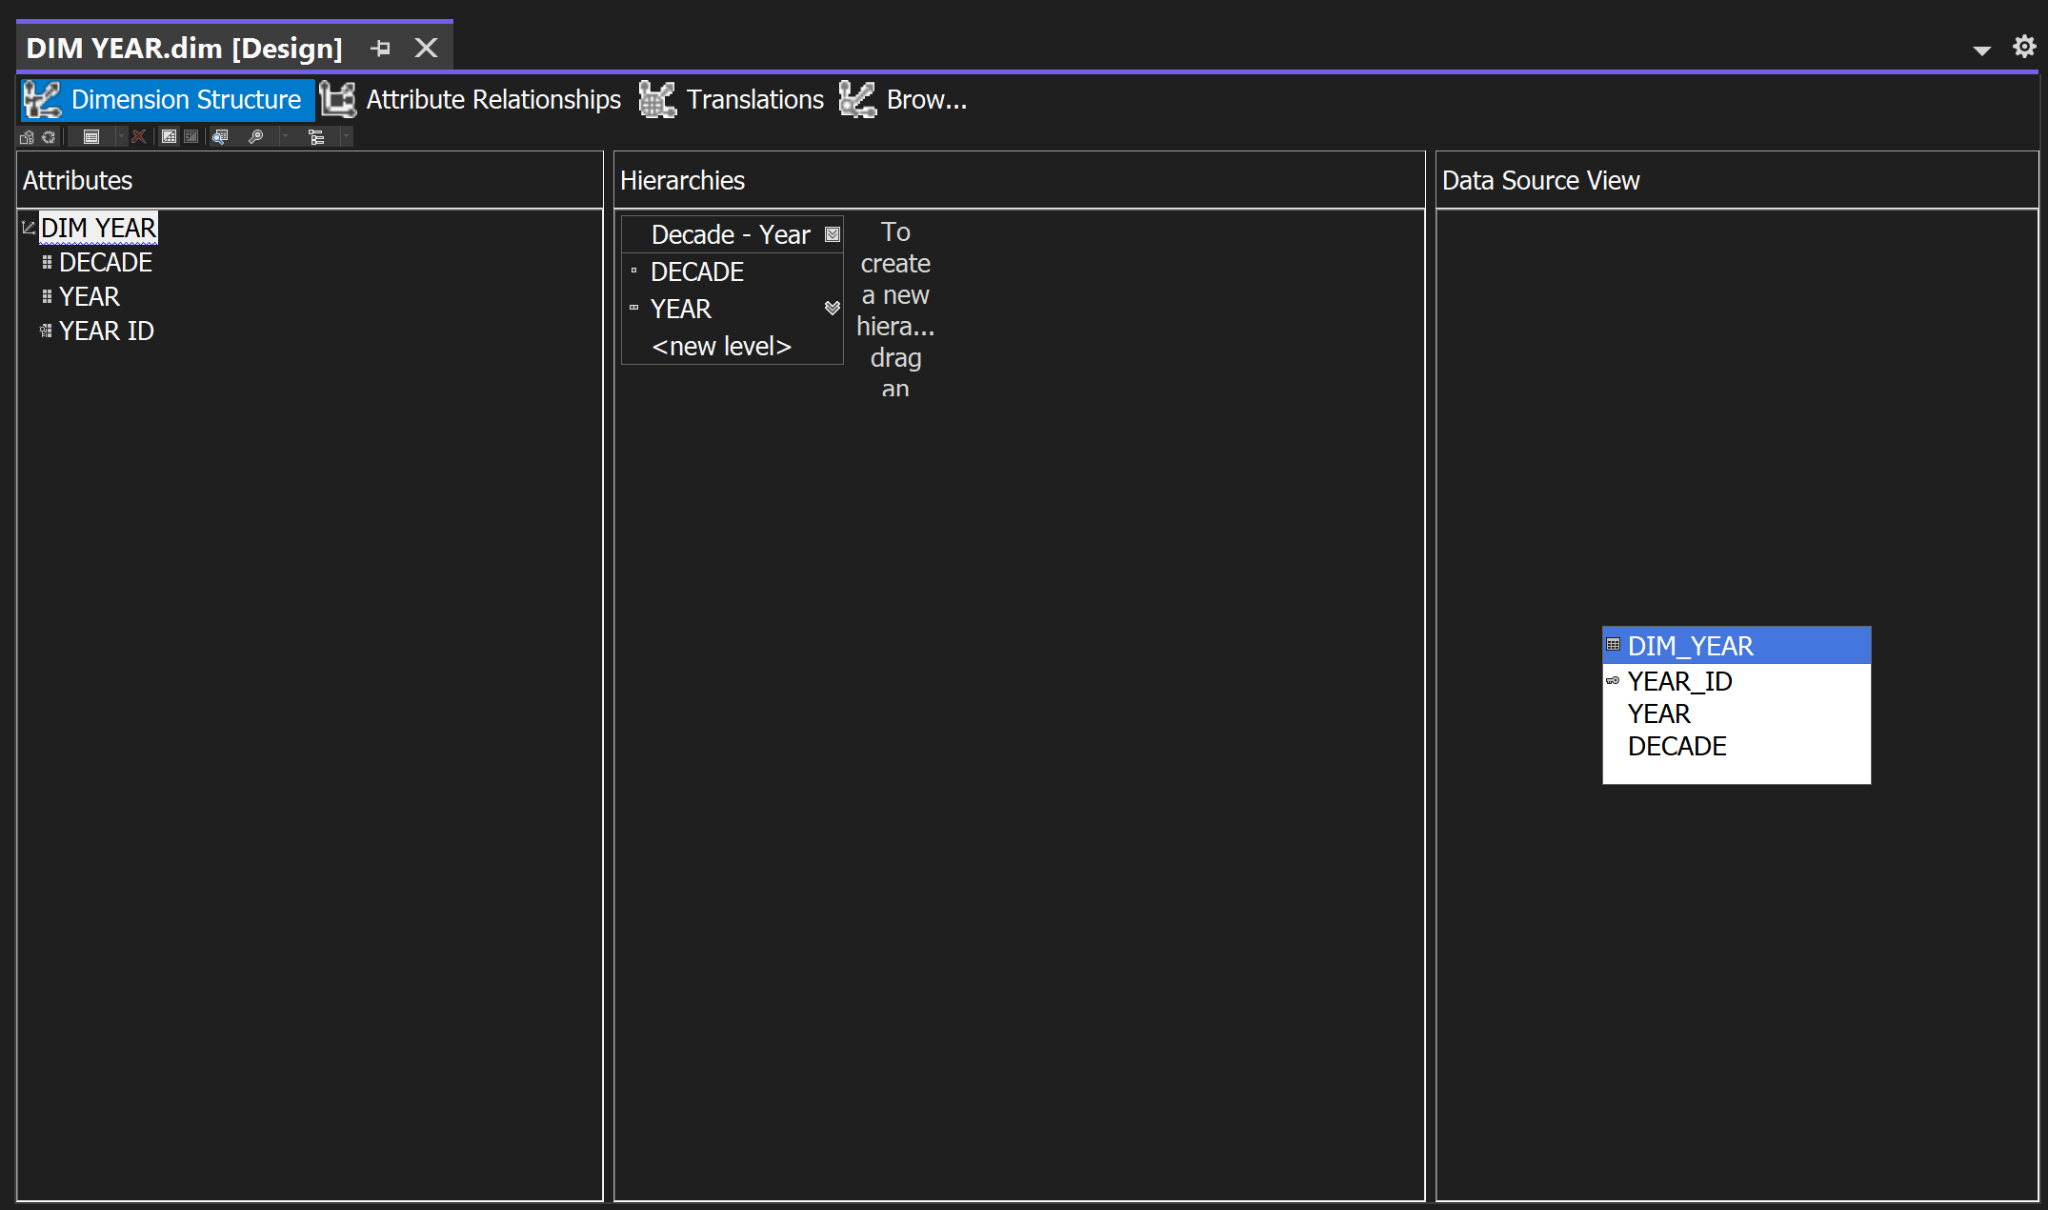 DIM YEAR.dim [Design]
Dimension Structure
Attribute Relationships
Translations
Brow...
Attributes
DIM YEAR
DECADE
YEAR
YEAR ID
Hierarchies
Decade - Year
DECADE
YEAR
<new level>
To
create
a new
hiera...
drag
an
Data Source View
DIM_YEAR
YEAR_ID
YEAR
DECADE